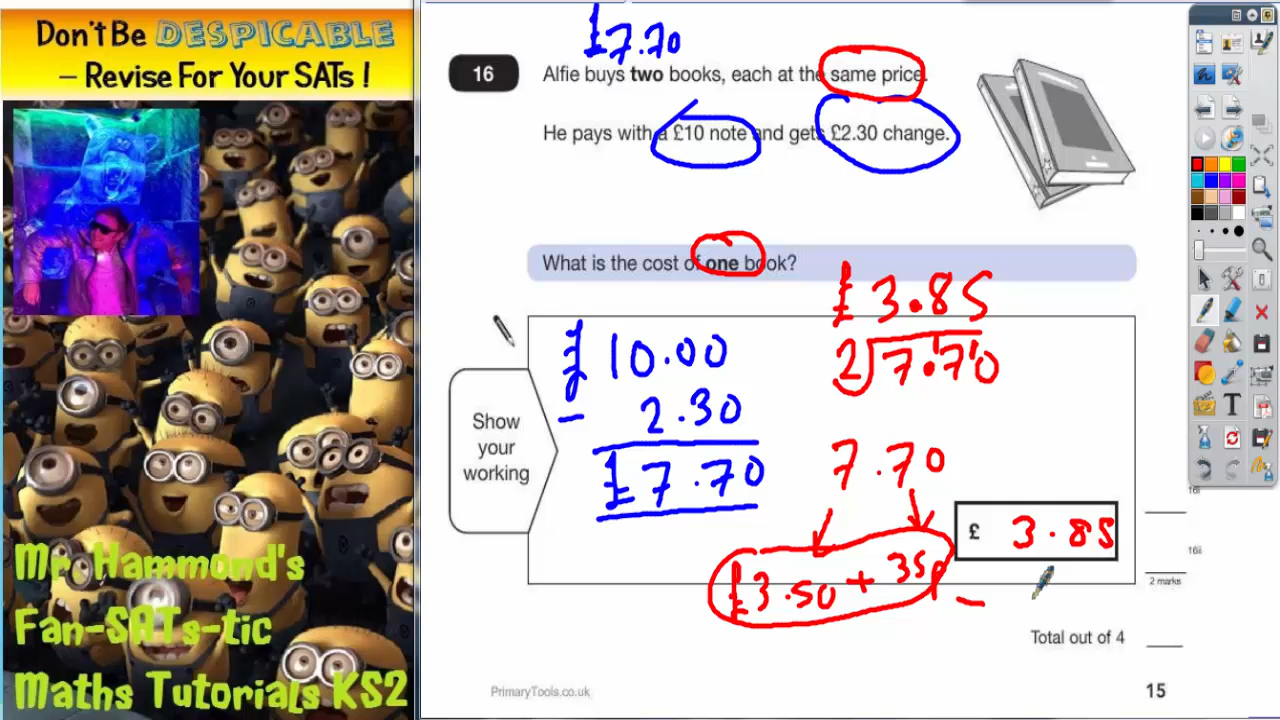 Don't Be DESPICABLE
– Revise For Your SATs !
£7.70
16
Alfie buys two books, each at the same price.
He pays with a £10 note and gets £2.30 change.
What is the cost of one book?
£ 3.85
2 7.70
£ 10.00
- 2.30
£7.70
Show
your
working
7.70
£3.50 + 35p
£ 3.85
16i
16ii
2 marks
Total out of 4
PrimaryTools.co.uk
15
Mr Hammond's
Fan-SATs-tic
Maths Tutorials KS2